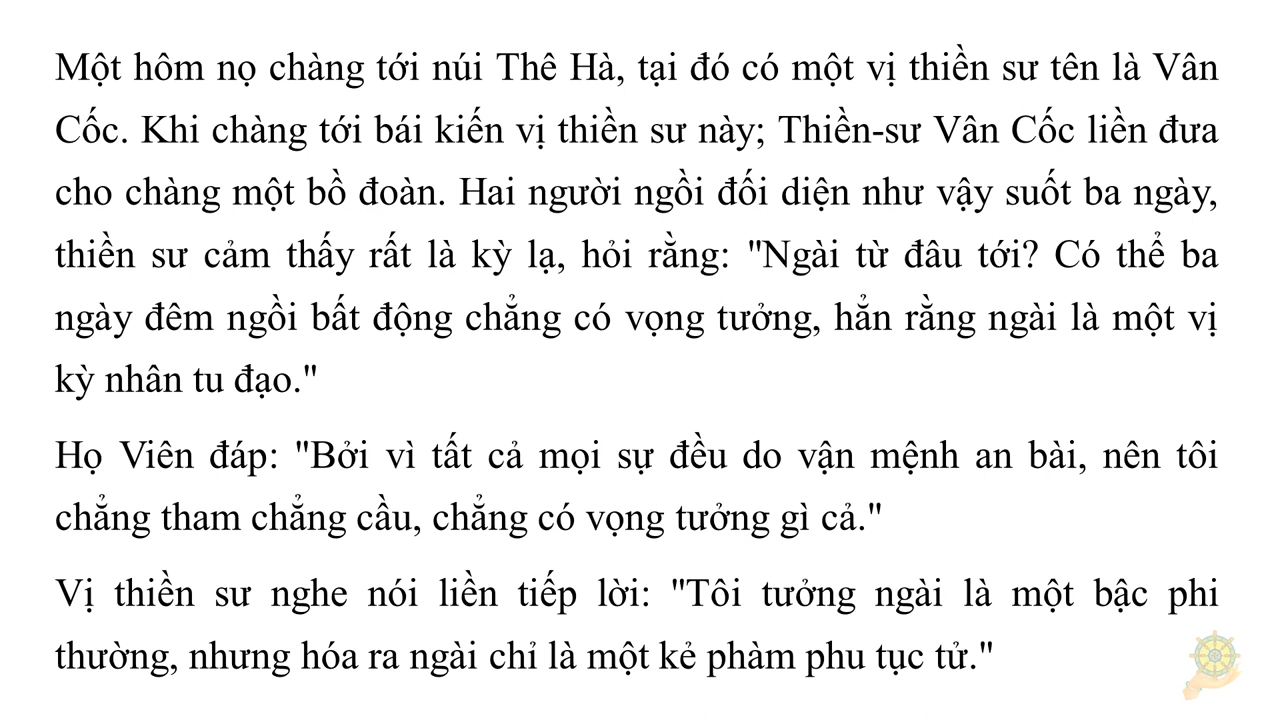 Một hôm nọ chàng tới núi Thê Hà, tại đó có một vị thiền sư tên là Vân
Cốc. Khi chàng tới bái kiến vị thiền sư này; Thiền-sư Vân Cốc liền đưa
cho chàng một bồ đoàn. Hai người ngồi đối diện như vậy suốt ba ngày,
thiền sư cảm thấy rất là kỳ lạ, hỏi rằng: "Ngài từ đâu tới? Có thể ba
ngày đêm ngồi bất động chẳng có vọng tưởng, hẳn rằng ngài là một vị
kỳ nhân tu đạo."
Họ Viên đáp: "Bởi vì tất cả mọi sự đều do vận mệnh an bài, nên tôi
chẳng tham chẳng cầu, chẳng có vọng tưởng gì cả."
Vị thiền sư nghe nói liền tiếp lời: "Tôi tưởng ngài là một bậc phi
thường, nhưng hóa ra ngài chỉ là một kẻ phàm phu tục tử."